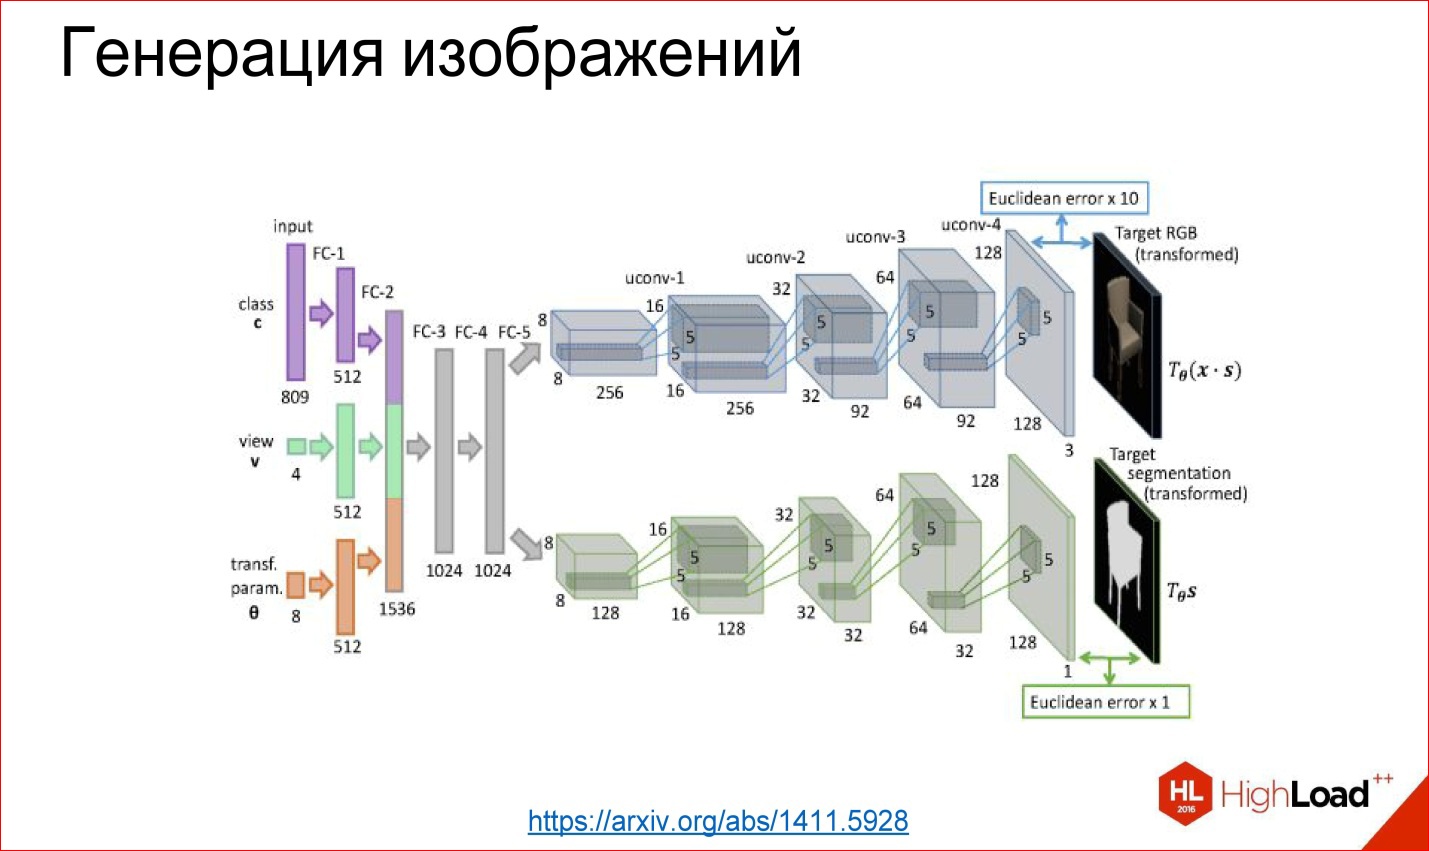 Генерация изображений
Euclidean error x 10
input
FC-1
FC-2
FC-3
FC-4
FC-5
uconv-1
uconv-2
uconv-3
uconv-4
Target RGB
(transformed)
class
c
809
512
view
v
4
512
transf.
param.
θ
8
512
1536
1024
1024
8
8
256
16
5
5
16
256
32
5
5
32
92
64
5
5
64
92
128
5
5
128
3
Tθ(x · s)
8
8
128
16
5
5
16
128
32
5
5
32
32
64
5
5
64
32
128
5
5
128
1
Target
segmentation
(transformed)
Tθs
Euclidean error x 1
HL
2016
HighLoad++
https://arxiv.org/abs/1411.5928